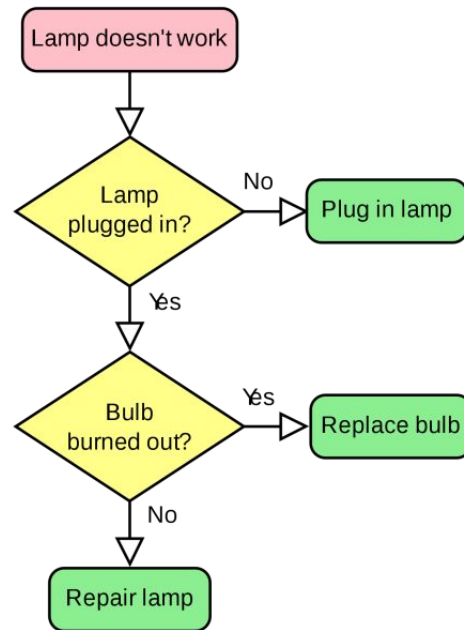 Lamp doesn't work
Lamp
plugged in?
No
Plug in lamp
Yes
Bulb
burned out?
Yes
Replace bulb
No
Repair lamp